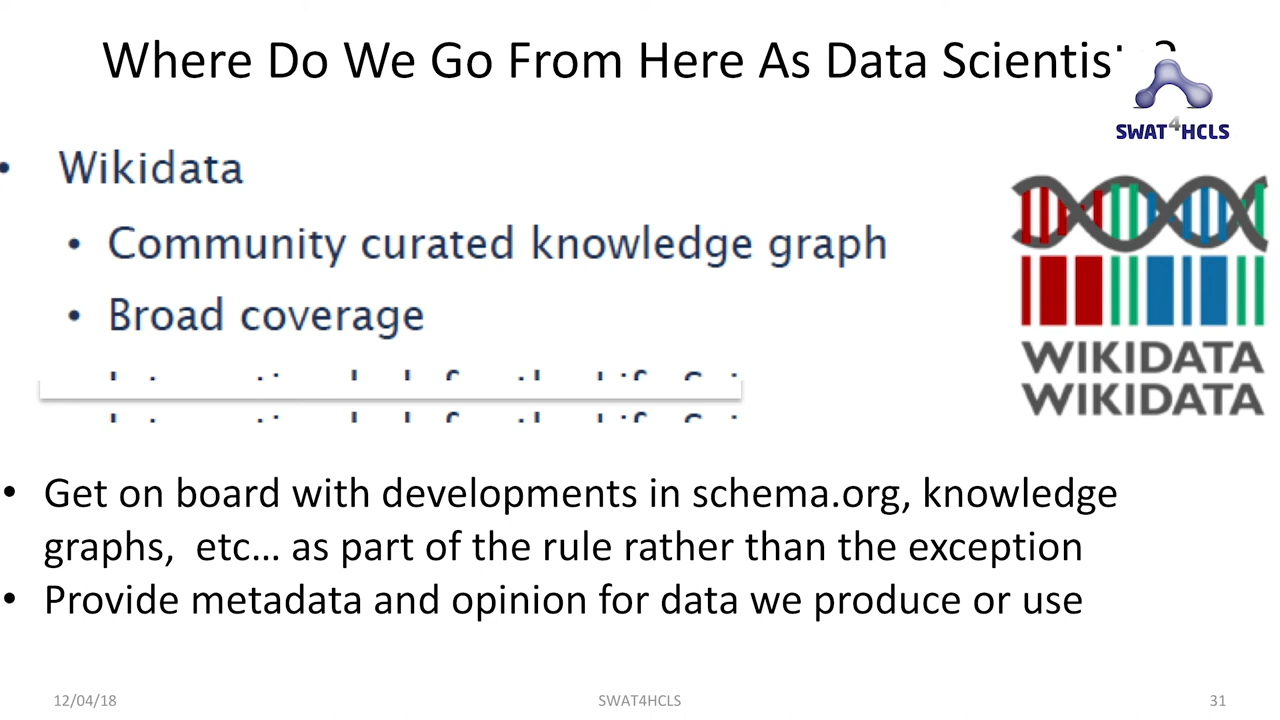 Where Do We Go From Here As Data
SWAT4HCLS
• Wikidata
• Community curated knowledge graph
• Broad coverage
WIKIDATA
WIKIDATA
• Get on board with developments in schema.org, knowledge
graphs, etc… as part of the rule rather than the exception
• Provide metadata and opinion for data we produce or use
12/04/18
SWAT4HCLS
31